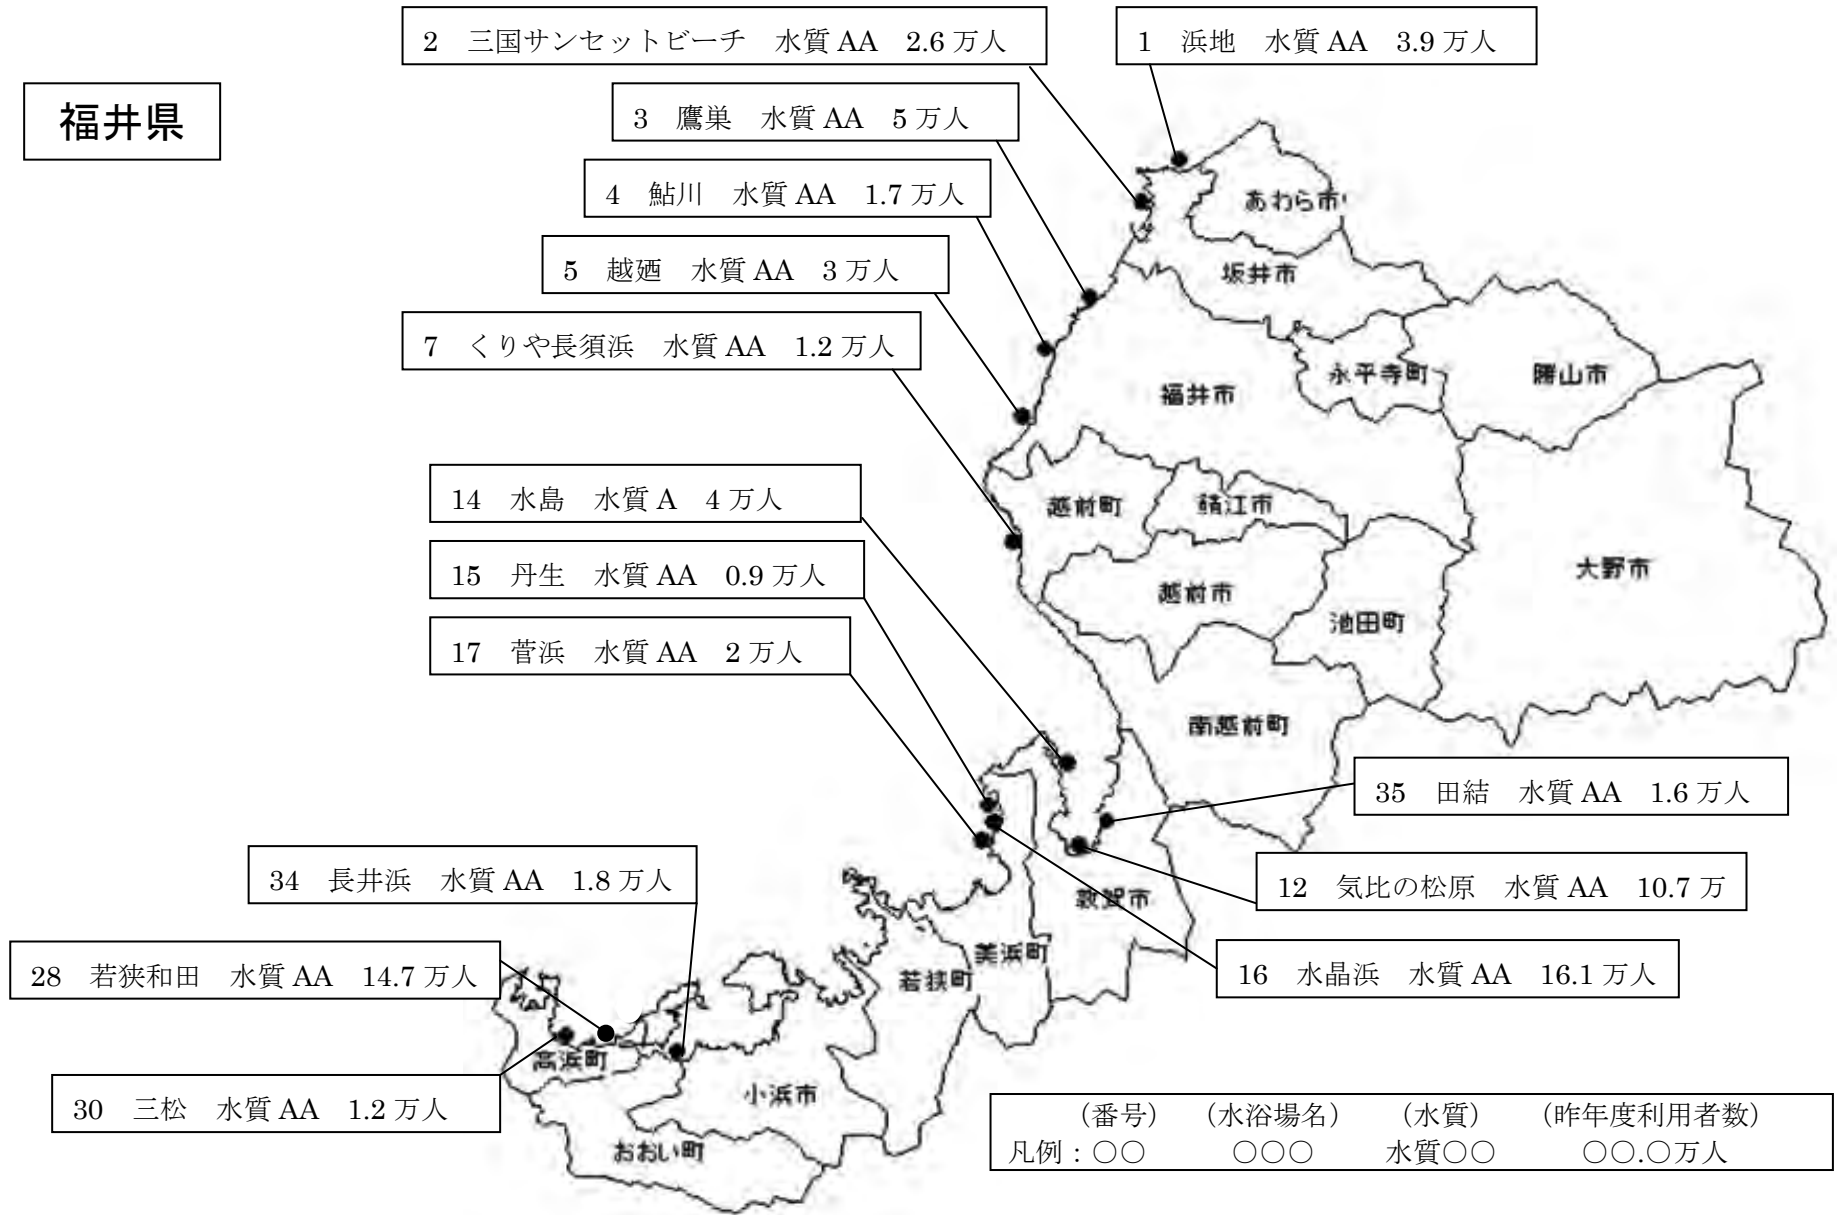 福井県
2　三国サンセットビーチ　水質 AA　2.6 万人
1　浜地　水質 AA　3.9 万人
3　鷹巣　水質 AA　5 万人
4　鮎川　水質 AA　1.7 万人
5　越廼　水質 AA　3 万人
7　くりや長須浜　水質 AA　1.2 万人
14　水島　水質 A　4 万人
15　丹生　水質 AA　0.9 万人
17　菅浜　水質 AA　2 万人
あわら市
坂井市
永平寺町
勝山市
福井市
越前町
鯖江市
大野市
越前市
池田町
南越前町
35　田結　水質 AA　1.6 万人
34　長井浜　水質 AA　1.8 万人
12　気比の松原　水質 AA　10.7 万
敦賀市
美浜町
28　若狭和田　水質 AA　14.7 万人
若狭町
16　水晶浜　水質 AA　16.1 万人
高浜町
小浜市
30　三松　水質 AA　1.2 万人
おおい町
（番号）　（水浴場名）　（水質）　（昨年度利用者数）
凡例：○○　○○○　水質○○　○○.○万人